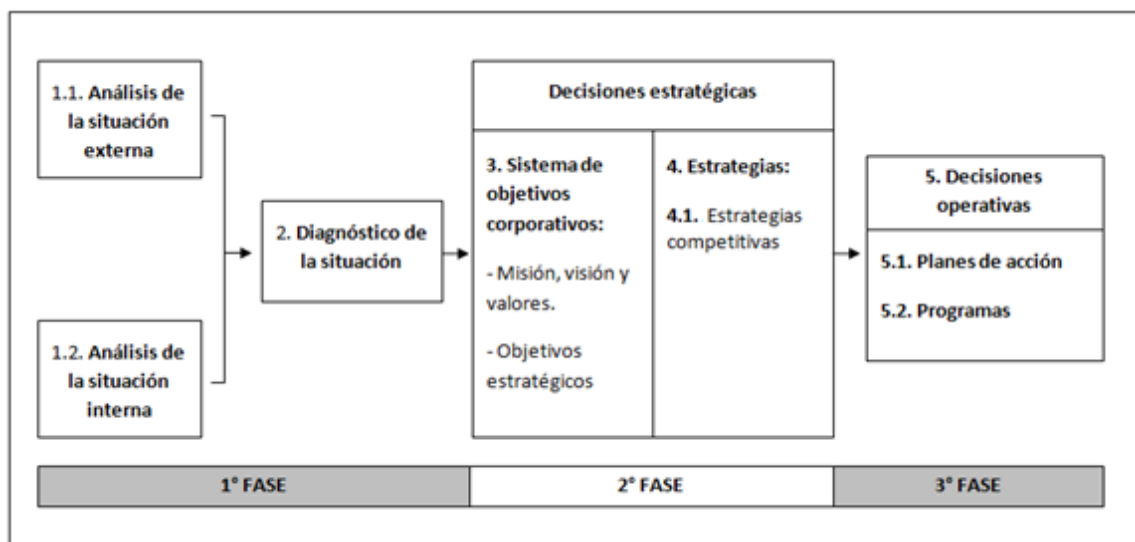 1.1. Análisis de
la situación
externa
1.2. Análisis de
la situación
interna
2. Diagnóstico de
la situación
Decisiones estratégicas
3. Sistema de
objetivos
corporativos:
- Misión, visión y
valores.
- Objetivos
estratégicos
4. Estrategias:
4.1. Estrategias
competitivas
5. Decisiones
operativas
5.1. Planes de acción
5.2. Programas
1° FASE
2° FASE
3° FASE